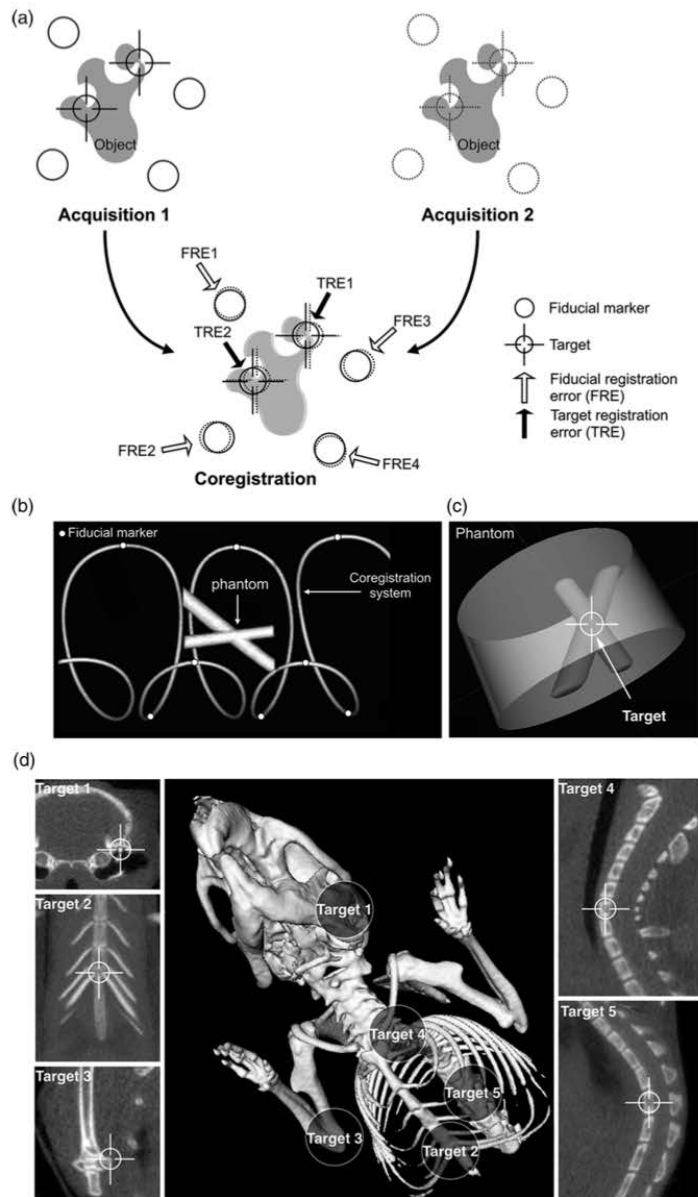 (a)
Object
Object
Acquisition 1
Acquisition 2
FRE1
TRE1
TRE2
FRE3
FRE2
FRE4
Coregistration
Fiducial marker
Target
Fiducial registration
error (FRE)
Target registration
error (TRE)
(b)
Fiducial marker
phantom
Coregistration
system
(c)
Phantom
Target
(d)
Target 1
Target 2
Target 3
Target 1
Target 4
Target 5
Target 3
Target 2
Target 4
Target 5